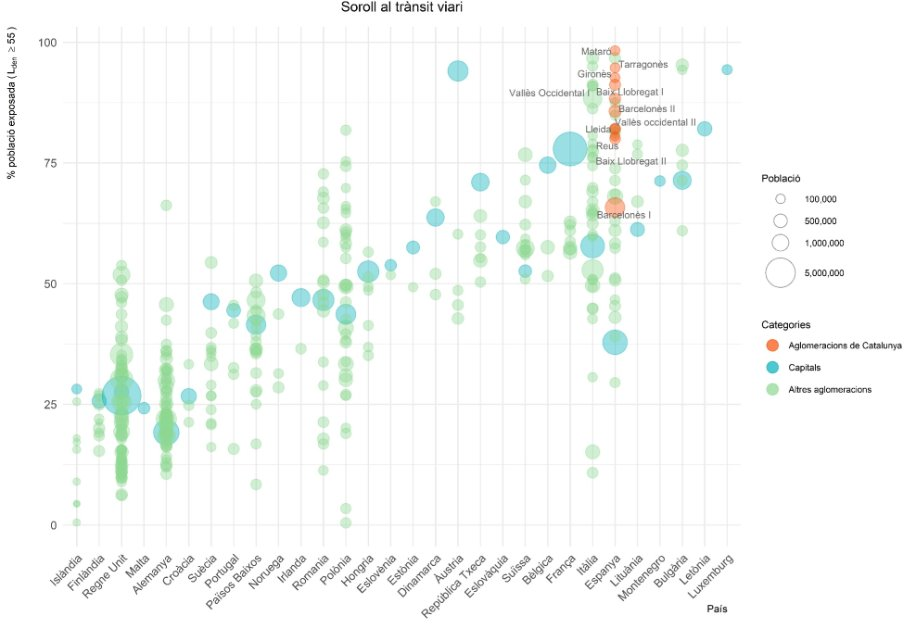 Soroll al trànsit viari
% població exposada ( Lden ≥ 55 )
100
75
50
25
0
Mataró
Tarragonès
Gironès
Vallès Occidental I
Baix Llobregat I
Barcelonès II
Vallès occidental II
Lleida
Reus
Baix Llobregat II
Barcelonès I
Població
100,000
500,000
1,000,000
5,000,000
Categories
Aglomeracions de Catalunya
Capitals
Altres aglomeracions
Islàndia
Finlàndia
Regne Unit
Malta
Alemanya
Croàcia
Suècia
Portugal
Països Baixos
Noruega
Irlanda
Romania
Polònia
Hongria
Eslovènia
Estònia
Dinamarca
Àustria
República Txeca
Eslovàquia
Suïssa
Bèlgica
França
Itàlia
Espanya
Lituània
Montenegro
Bulgària
Letònia
Luxemburg
País